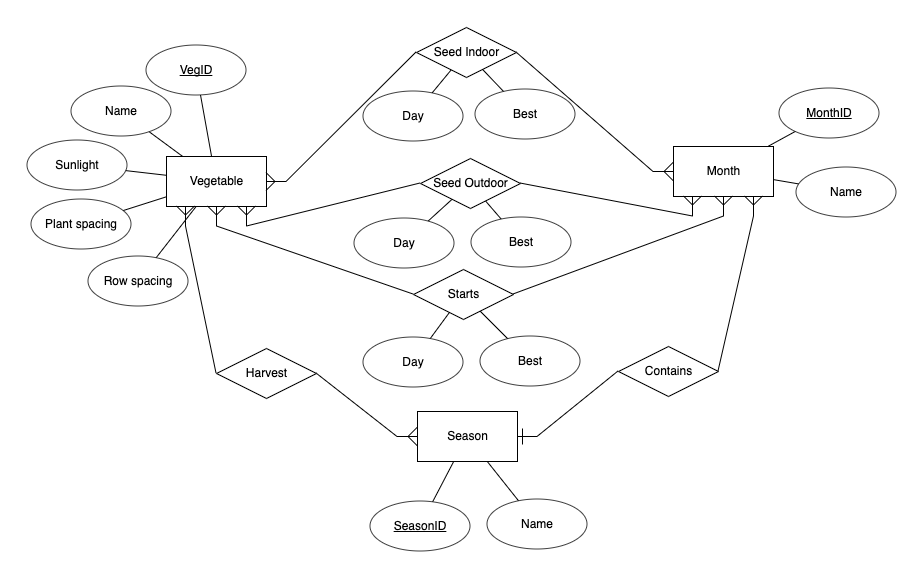 Seed Indoor
VegID
Day
Best
Name
MonthID
Sunlight
Vegetable
Month
Seed Outdoor
Name
Plant spacing
Day
Best
Row spacing
Starts
Day
Best
Harvest
Contains
Season
SeasonID
Name